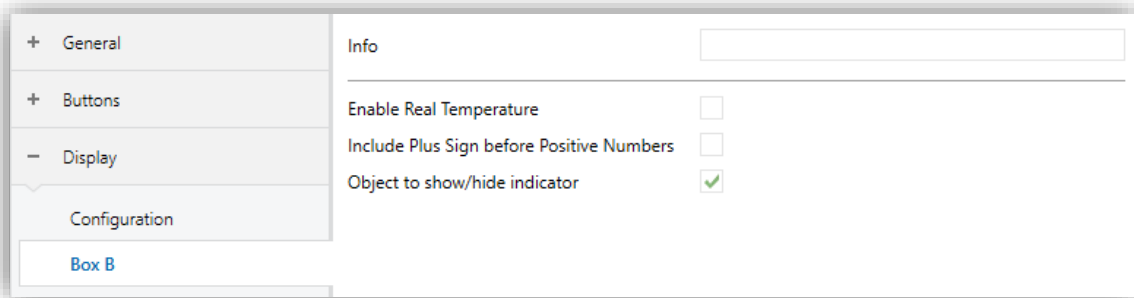 + General
+ Buttons
− Display
Configuration
Box B
Info
Enable Real Temperature
Include Plus Sign before Positive Numbers
Object to show/hide indicator